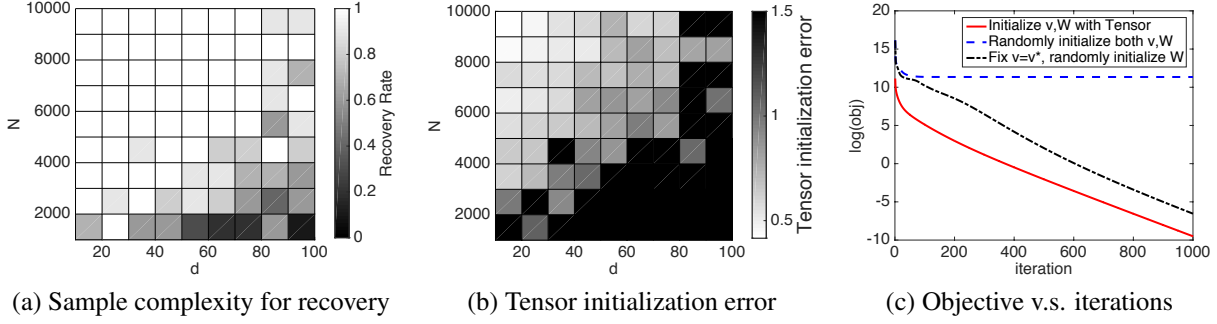 10000
8000
6000
4000
2000
N
20 40 60 80 100
d
1
0.8
0.6
0.4
0.2
0
Recovery Rate
(a) Sample complexity for recovery
10000
8000
6000
4000
2000
N
20 40 60 80 100
d
1.5
1
0.5
Tensor initialization error
(b) Tensor initialization error
20
15
10
5
0
-5
-10
log(obj)
Initialize v,W with Tensor
Randomly initialize both v,W
Fix v=v*, randomly initialize W
0 200 400 600 800 1000
iteration
(c) Objective v.s. iterations